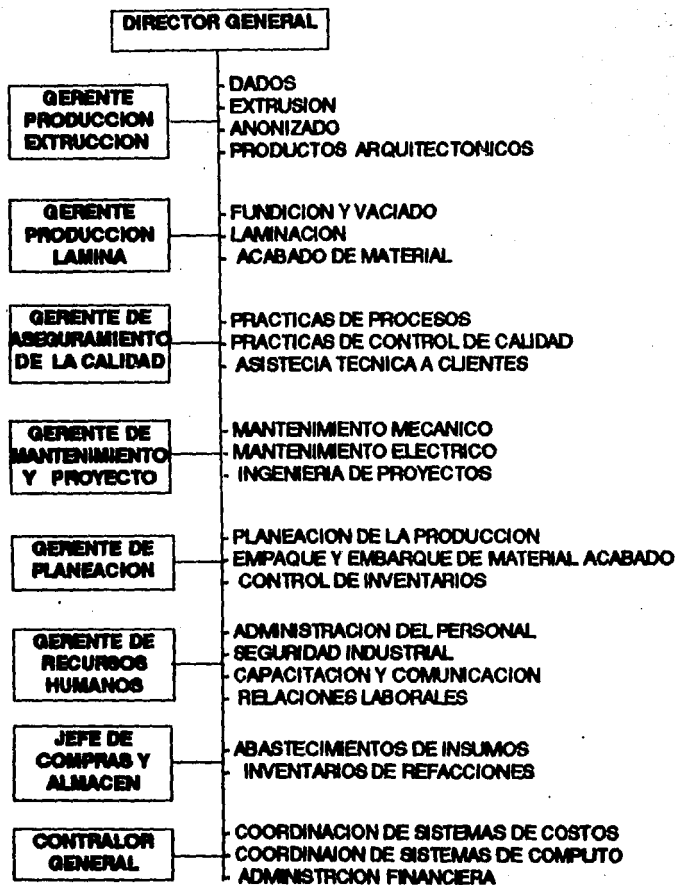 DIRECTOR GENERAL
GERENTE
PRODUCCION
EXTRUCCION
DADOS
EXTRUSION
ANONIZADO
PRODUCTOS ARQUITECTONICOS
GERENTE
PRODUCCION
LAMINA
FUNDICION Y VACIADO
LAMINACION
ACABADO DE MATERIAL
GERENTE DE
ASEGURAMIENTO
DE LA CALIDAD
PRACTICAS DE PROCESOS
PRACTICAS DE CONTROL DE CALIDAD
ASISTECIA TECNICA A CLIENTES
GERENTE DE
MANTENIMIENTO
Y PROYECTO
MANTENIMIENTO MECANICO
MANTENIMIENTO ELECTRICO
INGENIERIA DE PROYECTOS
GERENTE DE
PLANEACION
PLANEACION DE LA PRODUCCION
EMPAQUE Y EMBARQUE DE MATERIAL ACABADO
CONTROL DE INVENTARIOS
GERENTE DE
RECURSOS
HUMANOS
ADMINISTRACION DEL PERSONAL
SEGURIDAD INDUSTRIAL
CAPACITACION Y COMUNICACION
RELACIONES LABORALES
JEFE DE
COMPRAS Y
ALMACEN
ABASTECIMIENTOS DE INSUMOS
INVENTARIOS DE REFACCIONES
CONTRALOR
GENERAL
COORDINACION DE SISTEMAS DE COSTOS
COORDINAION DE SISTEMAS DE COMPUTO
ADMINISTRCION FINANCIERA